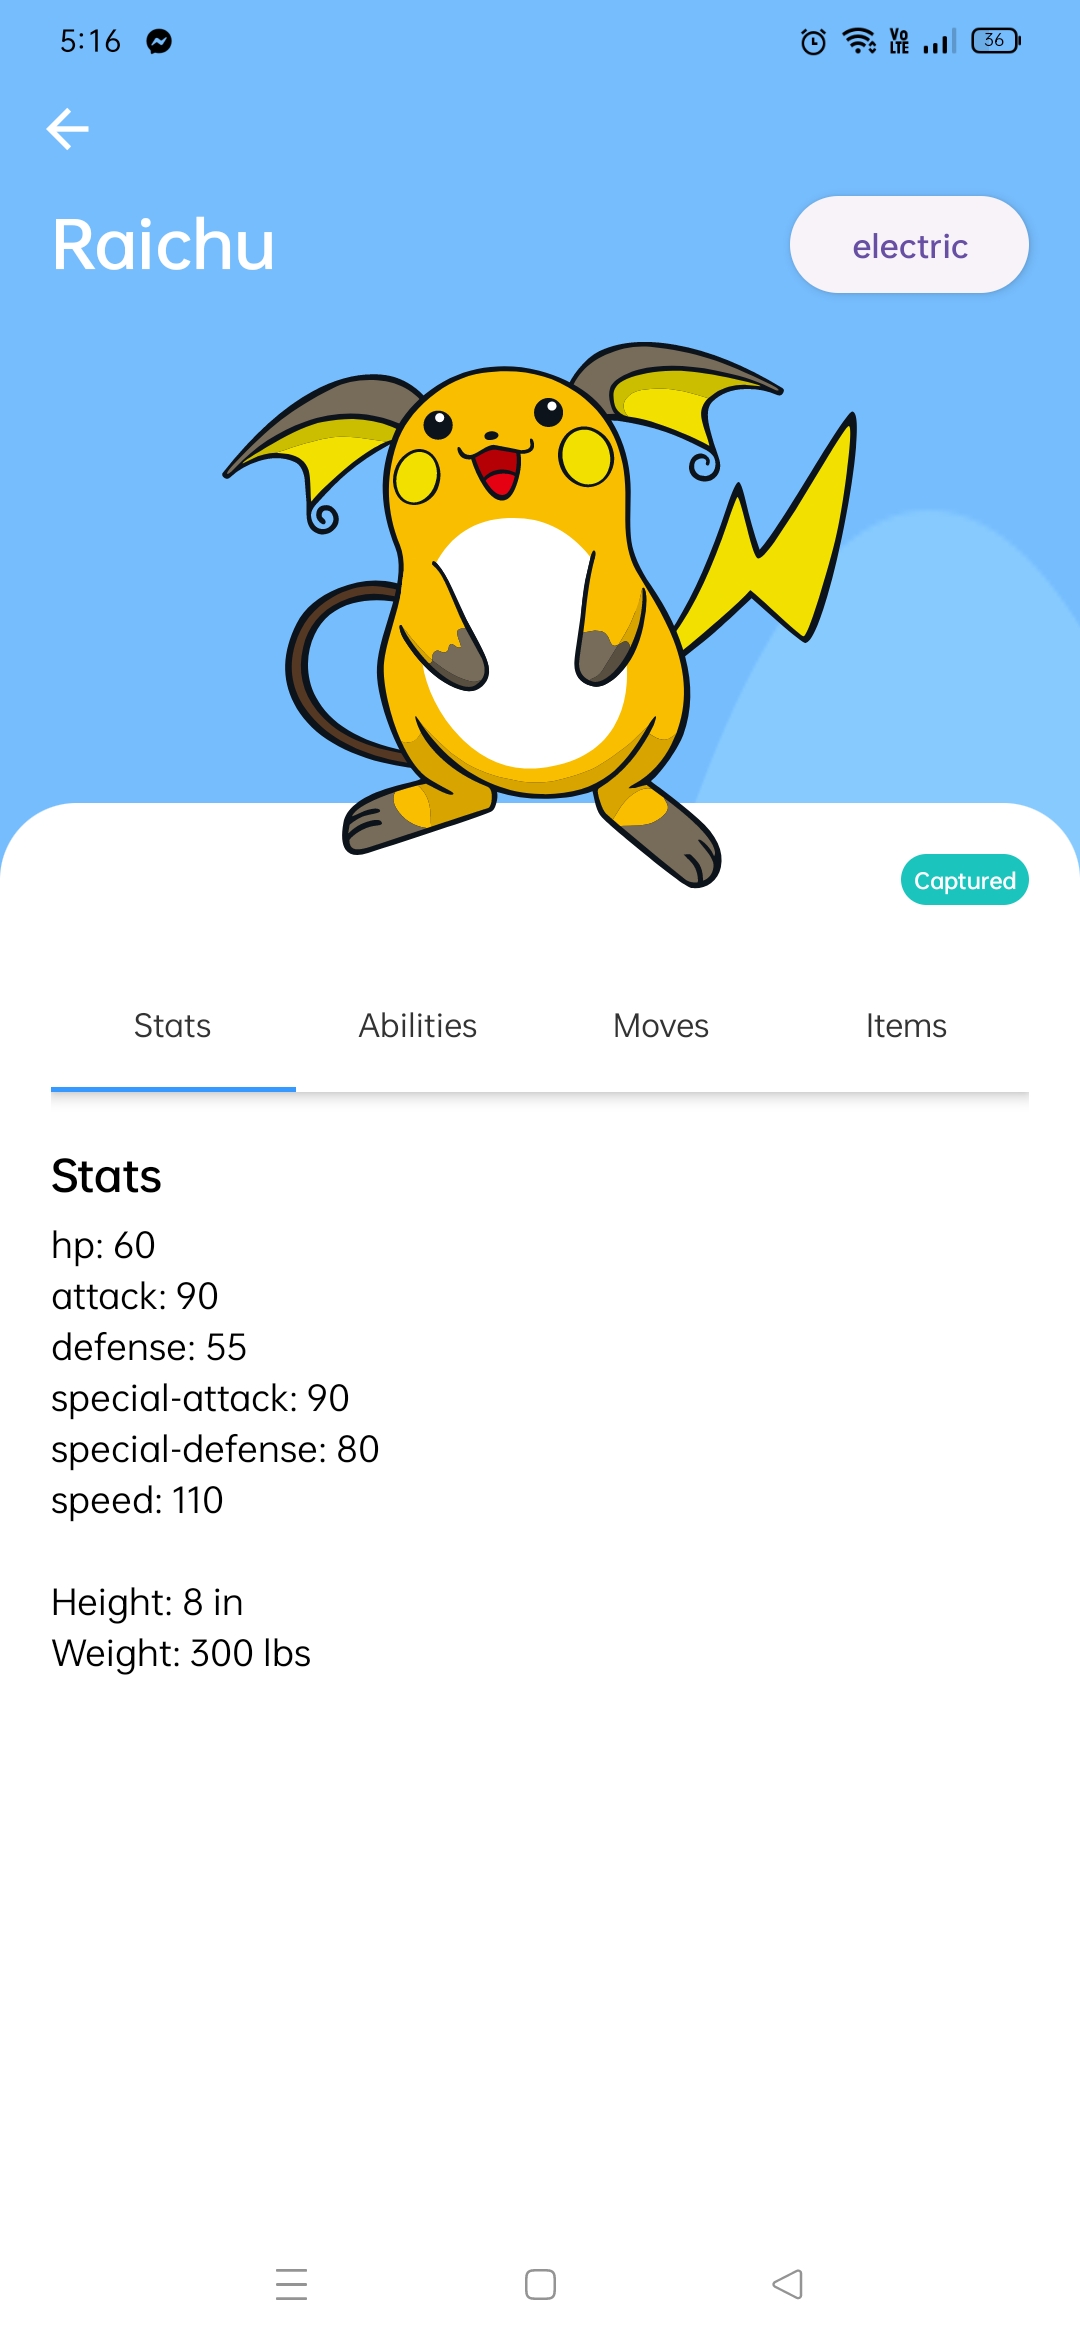 5:16
Vo LTE
36
Raichu
electric
Captured
Stats
Abilities
Moves
Items
Stats
hp: 60
attack: 90
defense: 55
special-attack: 90
special-defense: 80
speed: 110
Height: 8 in
Weight: 300 lbs